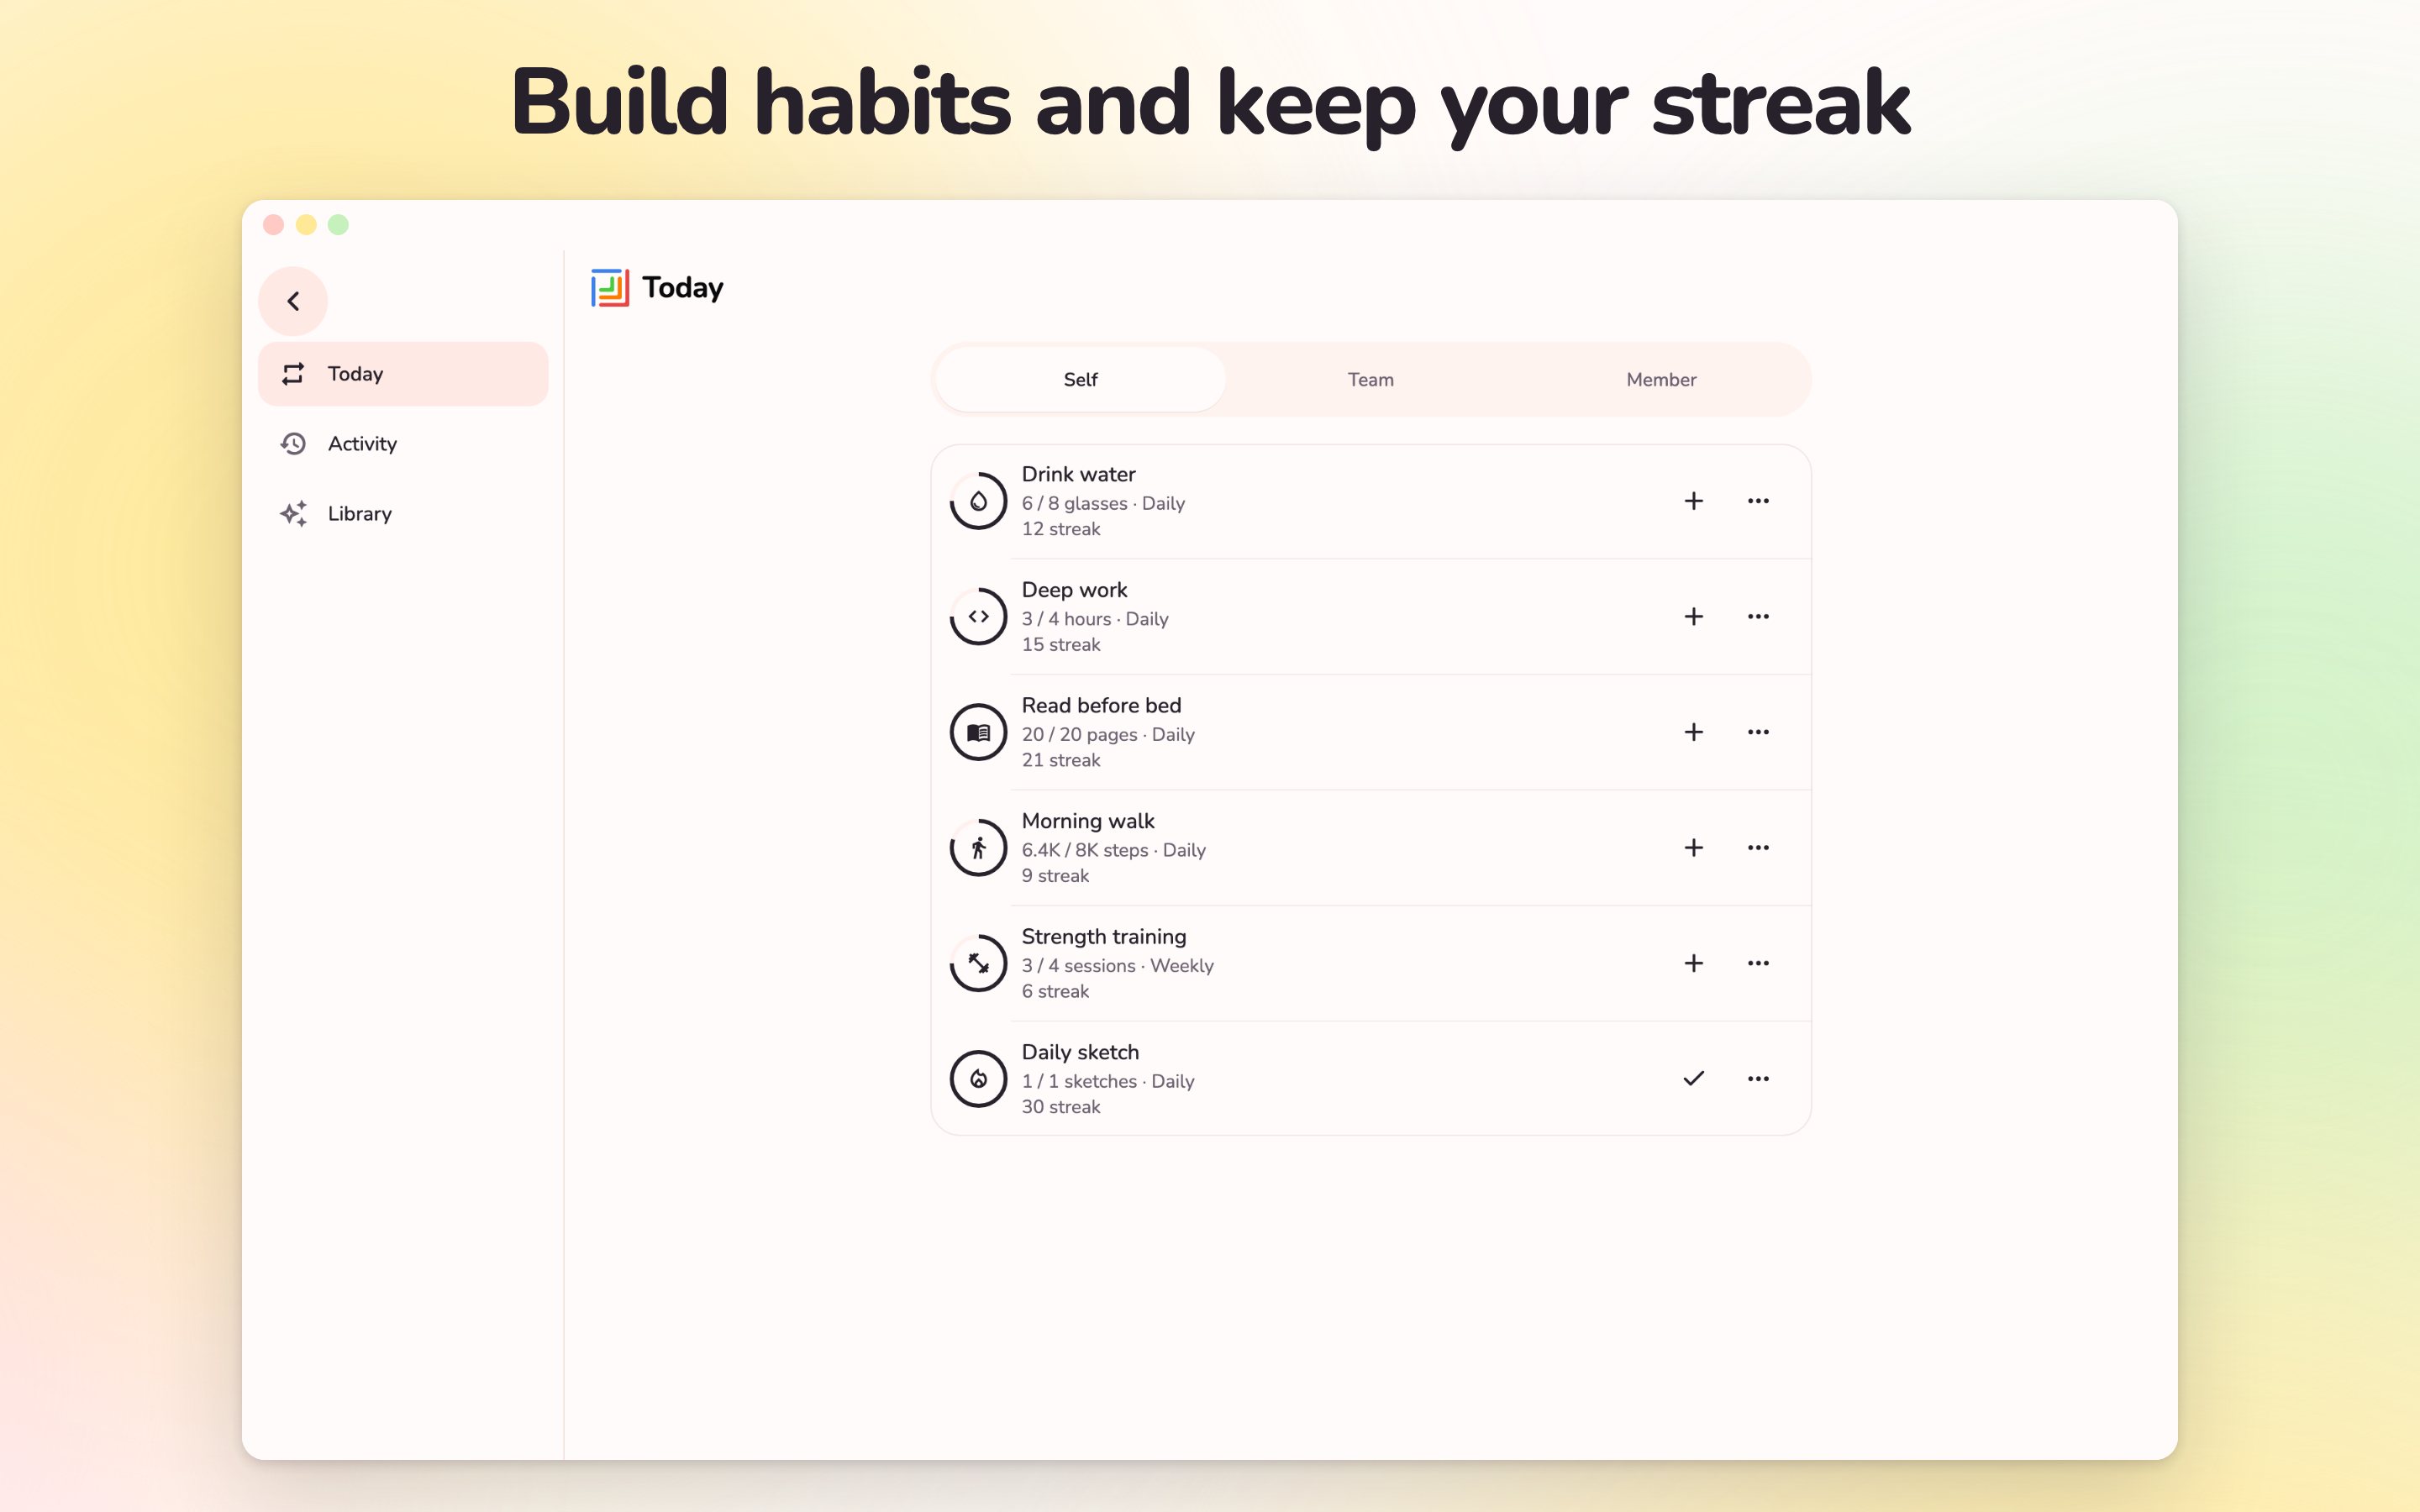 Build habits and keep your streak
Today
Activity
Library
Today
Self
Team
Member
Drink water
6 / 8 glasses · Daily
12 streak
Deep work
3 / 4 hours · Daily
15 streak
Read before bed
20 / 20 pages · Daily
21 streak
Morning walk
6.4K / 8K steps · Daily
9 streak
Strength training
3 / 4 sessions · Weekly
6 streak
Daily sketch
1 / 1 sketches · Daily
30 streak